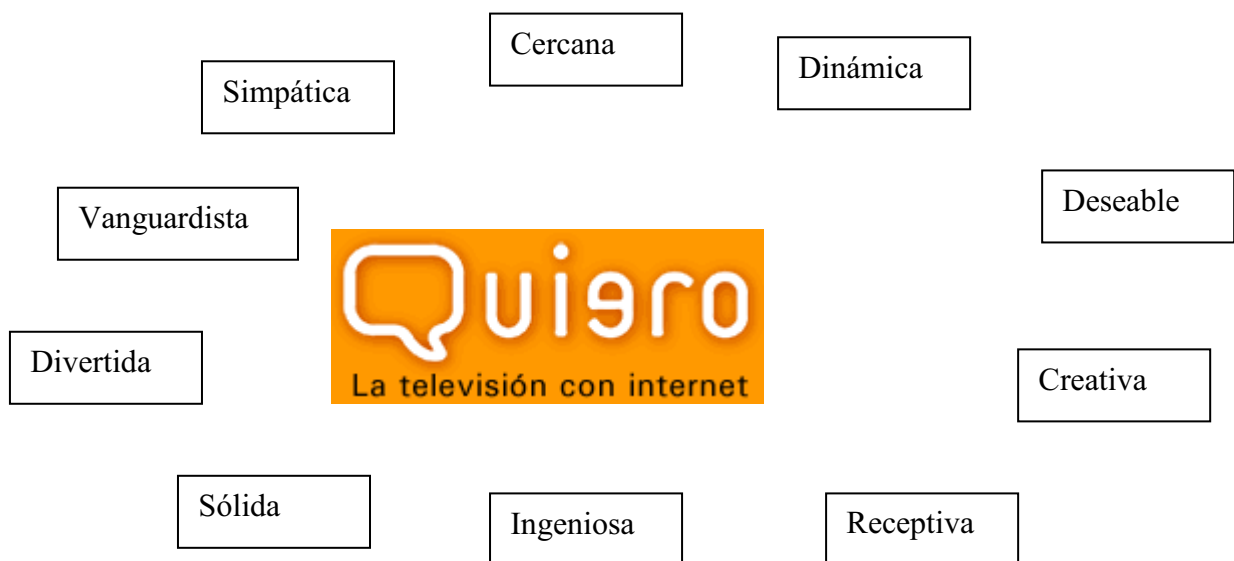 Cercana
Dinámica
Simpática
Deseable
Vanguardista
Quiero
La televisión con internet
Divertida
Creativa
Sólida
Ingeniosa
Receptiva